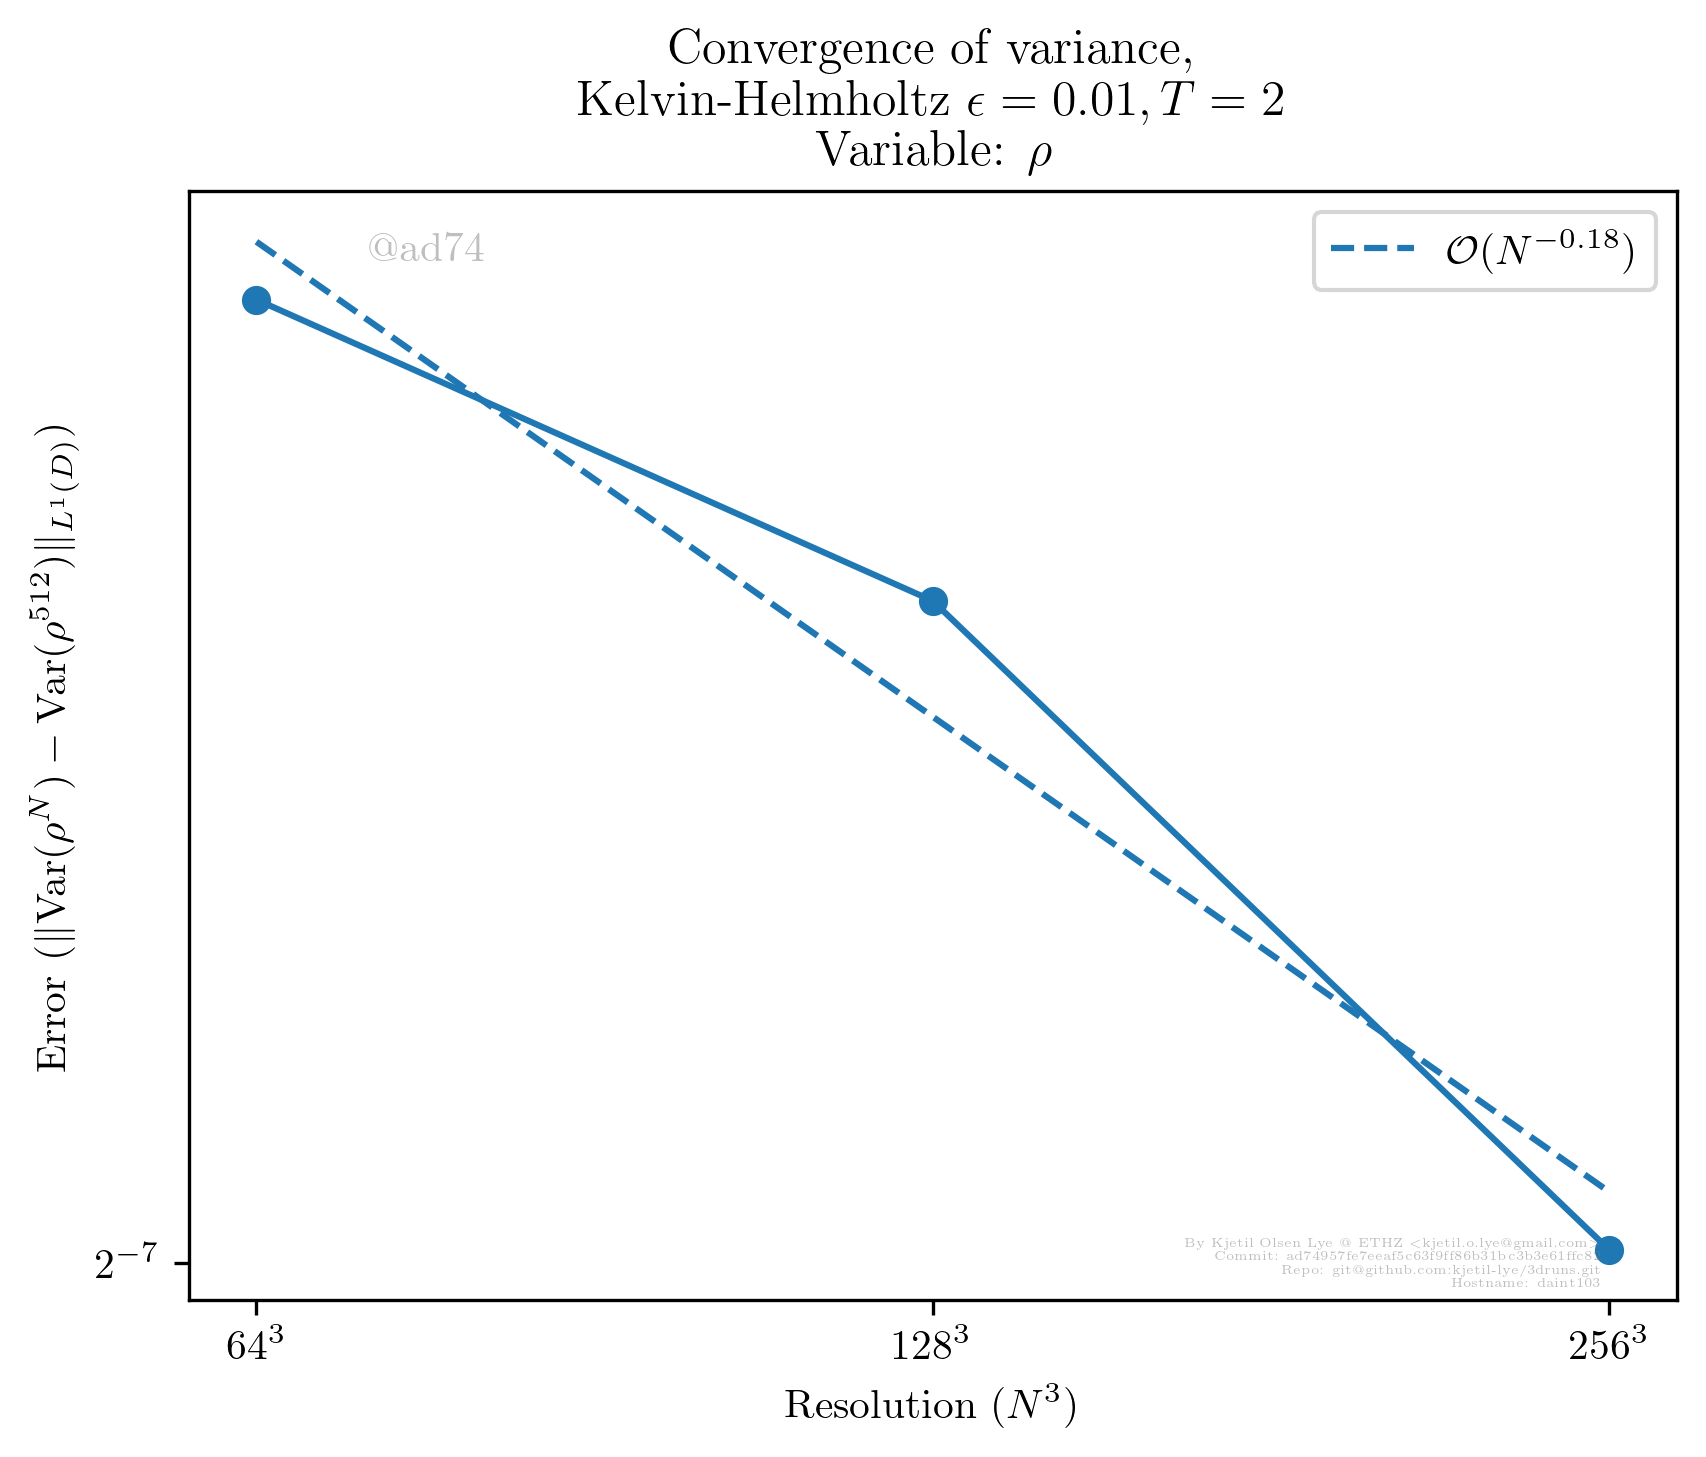 Convergence of variance,
Kelvin-Helmholtz ϵ = 0.01, T = 2
Variable: ρ
@ad74
𝒪(N^{-0.18})
Error (‖Var(ρ^N) − Var(ρ^{512})‖_{L^1(D)})
2^{-7}
By Kjetil Olsen Lye @ ETHZ <kjetil.o.lye@gmail.com>
Commit:
Repo: git@github.com:kjetil-lye/3druns.git
Hostname: daint103
64^3 128^3 256^3
Resolution (N^3)